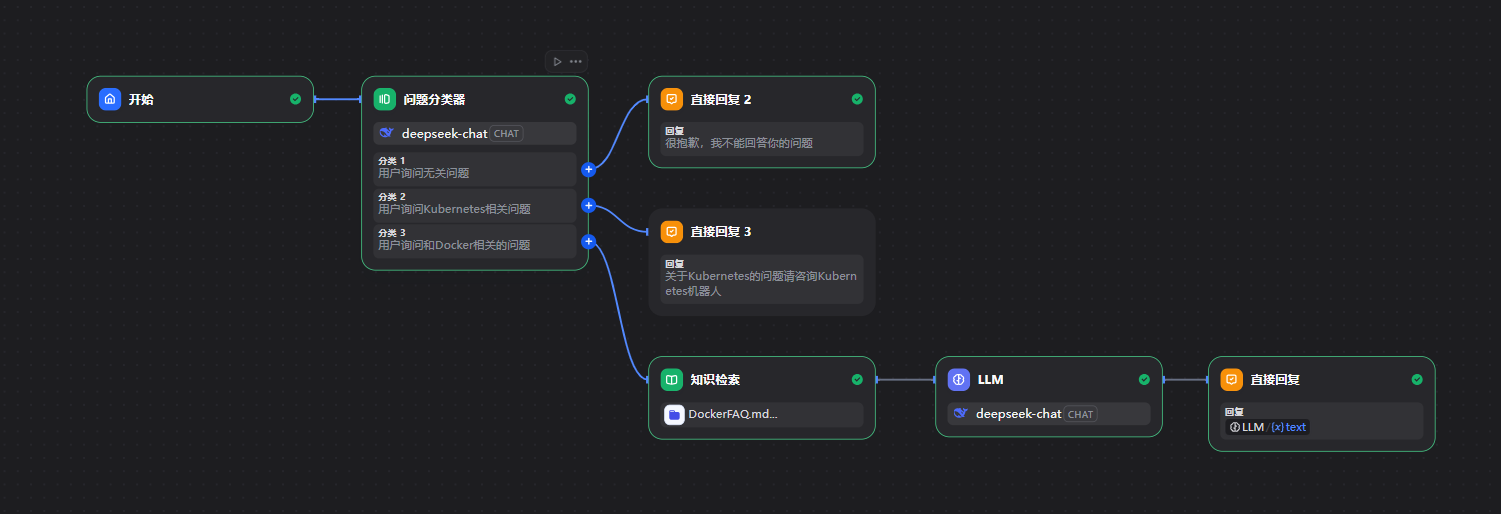 开始
问题分类器
deepseek-chat CHAT
分类 1
用户询问无关问题
分类 2
用户询问Kubernetes相关问题
分类 3
用户询问和Docker相关的问题
直接回复 2
回复
很抱歉，我不能回答你的问题
直接回复 3
回复
关于Kubernetes的问题请咨询Kubern
etes机器人
知识检索
DockerFAQ.md...
LLM
deepseek-chat CHAT
直接回复
回复
LLM / {x} text